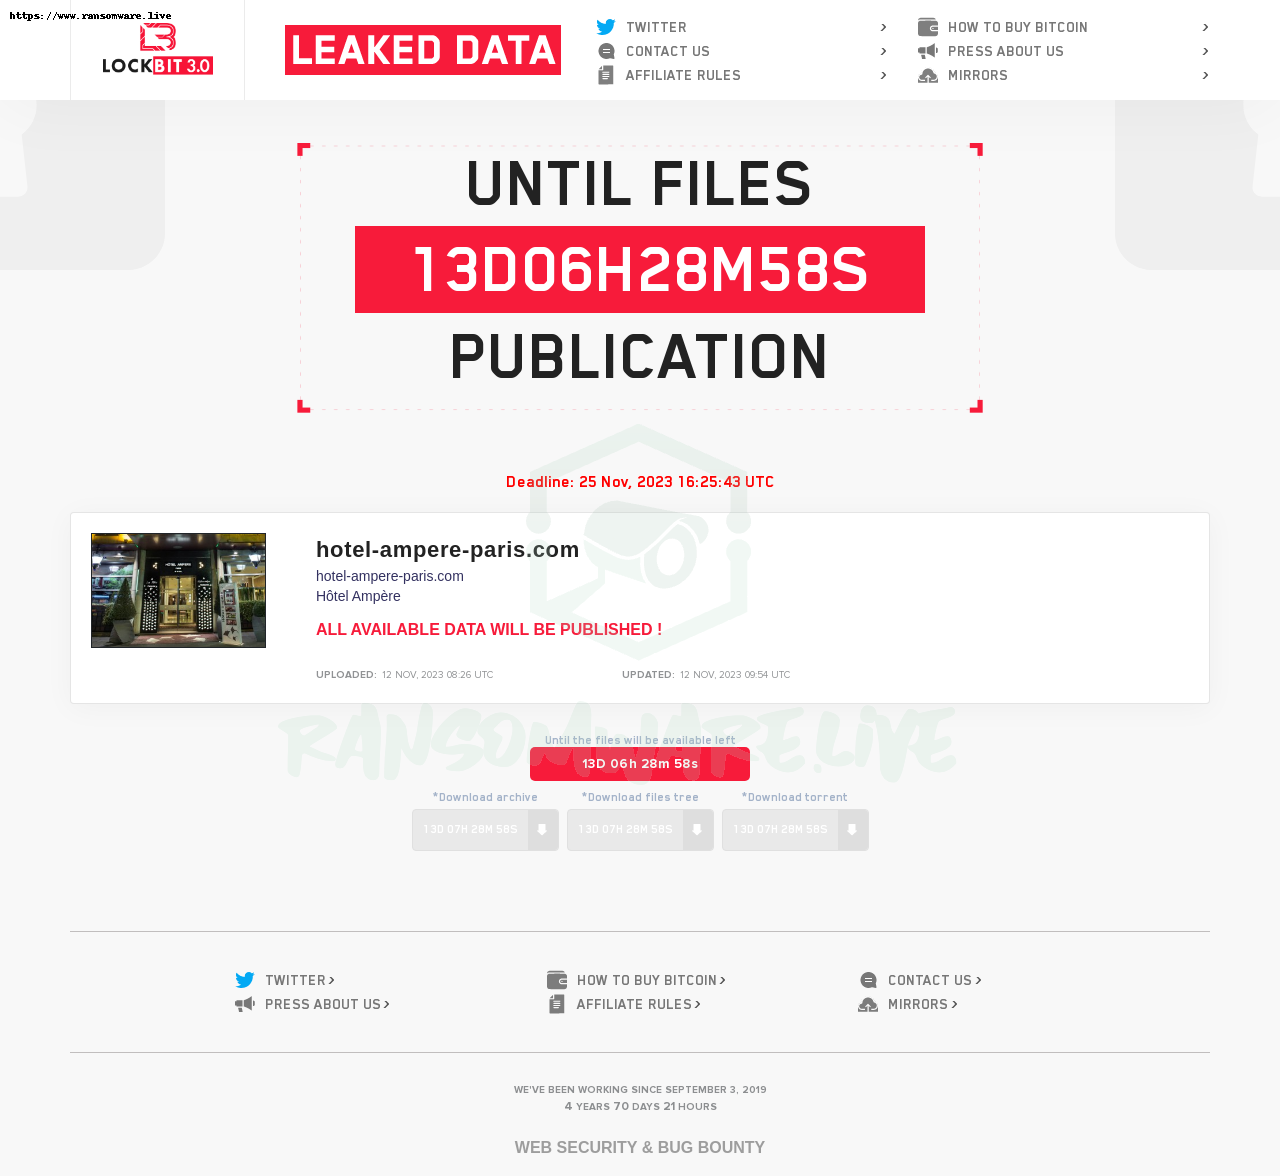 https://www.ransomware.live
LOCKBIT 3.0
LEAKED DATA
TWITTER
CONTACT US
AFFILIATE RULES
HOW TO BUY BITCOIN
PRESS ABOUT US
MIRRORS
UNTIL FILES
13D06H28M58S
PUBLICATION
Deadline: 25 Nov, 2023 16:25:43 UTC
HOTEL AMPERE
hotel-ampere-paris.com
hotel-ampere-paris.com
Hôtel Ampère
ALL AVAILABLE DATA WILL BE PUBLISHED !
UPLOADED: 12 NOV, 2023 08:26 UTC
UPDATED: 12 NOV, 2023 09:54 UTC
RANSOMWARE.LIVE
Until the files will be available left
13D 06h 28m 58s
*Download archive
*Download files tree
*Download torrent
13D 07H 28M 58S
13D 07H 28M 58S
13D 07H 28M 58S
TWITTER
HOW TO BUY BITCOIN
CONTACT US
PRESS ABOUT US
AFFILIATE RULES
MIRRORS
WE'VE BEEN WORKING SINCE SEPTEMBER 3, 2019
4 YEARS 70 DAYS 21 HOURS
WEB SECURITY & BUG BOUNTY